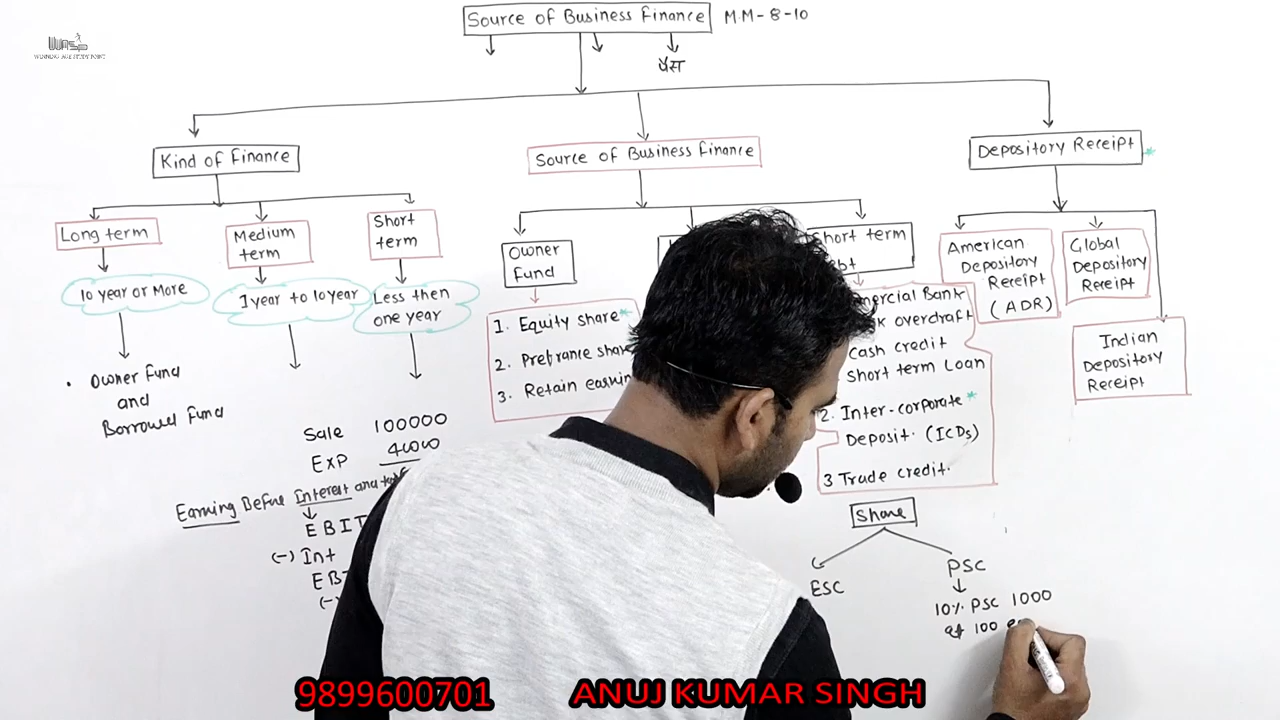 Source of Business Finance M.M-8-10
पैसा
WINNING AGE STUDY POINT
Kind of Finance
Source of Business Finance
Depository Receipt *
Long term
Medium
term
Short
term
Owner
Fund
Short term
American
Depository
Receipt
(ADR)
Global
Depository
Receipt
10 year or More
1 year to 10 year
Less then
one year
1. Equity share*
2. Prefrance share
3. Retain earnin
Bank
overdraft
Cash credit
Short term Loan
2. Inter-corporate *
Deposit. (ICDs)
3 Trade credit.
Indian
Depository
Receipt
Owner Fund
and
Borrowed Fund
Sale 100000
Exp
Earning Before Interest and
EBIT
(-) Int
(-)
Share
ESC
PSC
10% PSC 1000
of 100
9899600701 ANUJ KUMAR SINGH